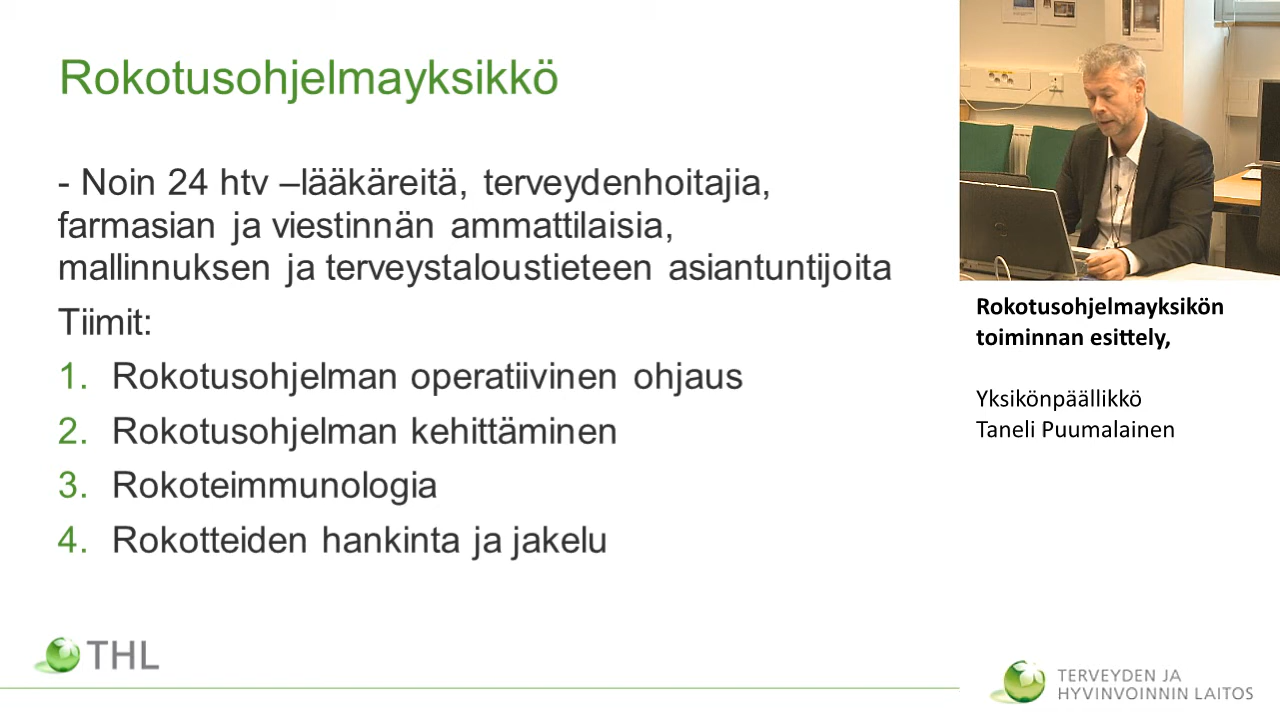 Rokotusohjelmayksikkö
- Noin 24 htv –lääkäreitä, terveydenhoitajia,
farmasian ja viestinnän ammattilaisia,
mallinnuksen ja terveystaloustieteen asiantuntijoita
Tiimit:
1. Rokotusohjelman operatiivinen ohjaus
2. Rokotusohjelman kehittäminen
3. Rokoteimmunologia
4. Rokotteiden hankinta ja jakelu
THL
Rokotusohjelmayksikön
toiminnan esittely,
Yksikönpäällikkö
Taneli Puumalainen
TERVEYDEN JA
HYVINVOINNIN LAITOS